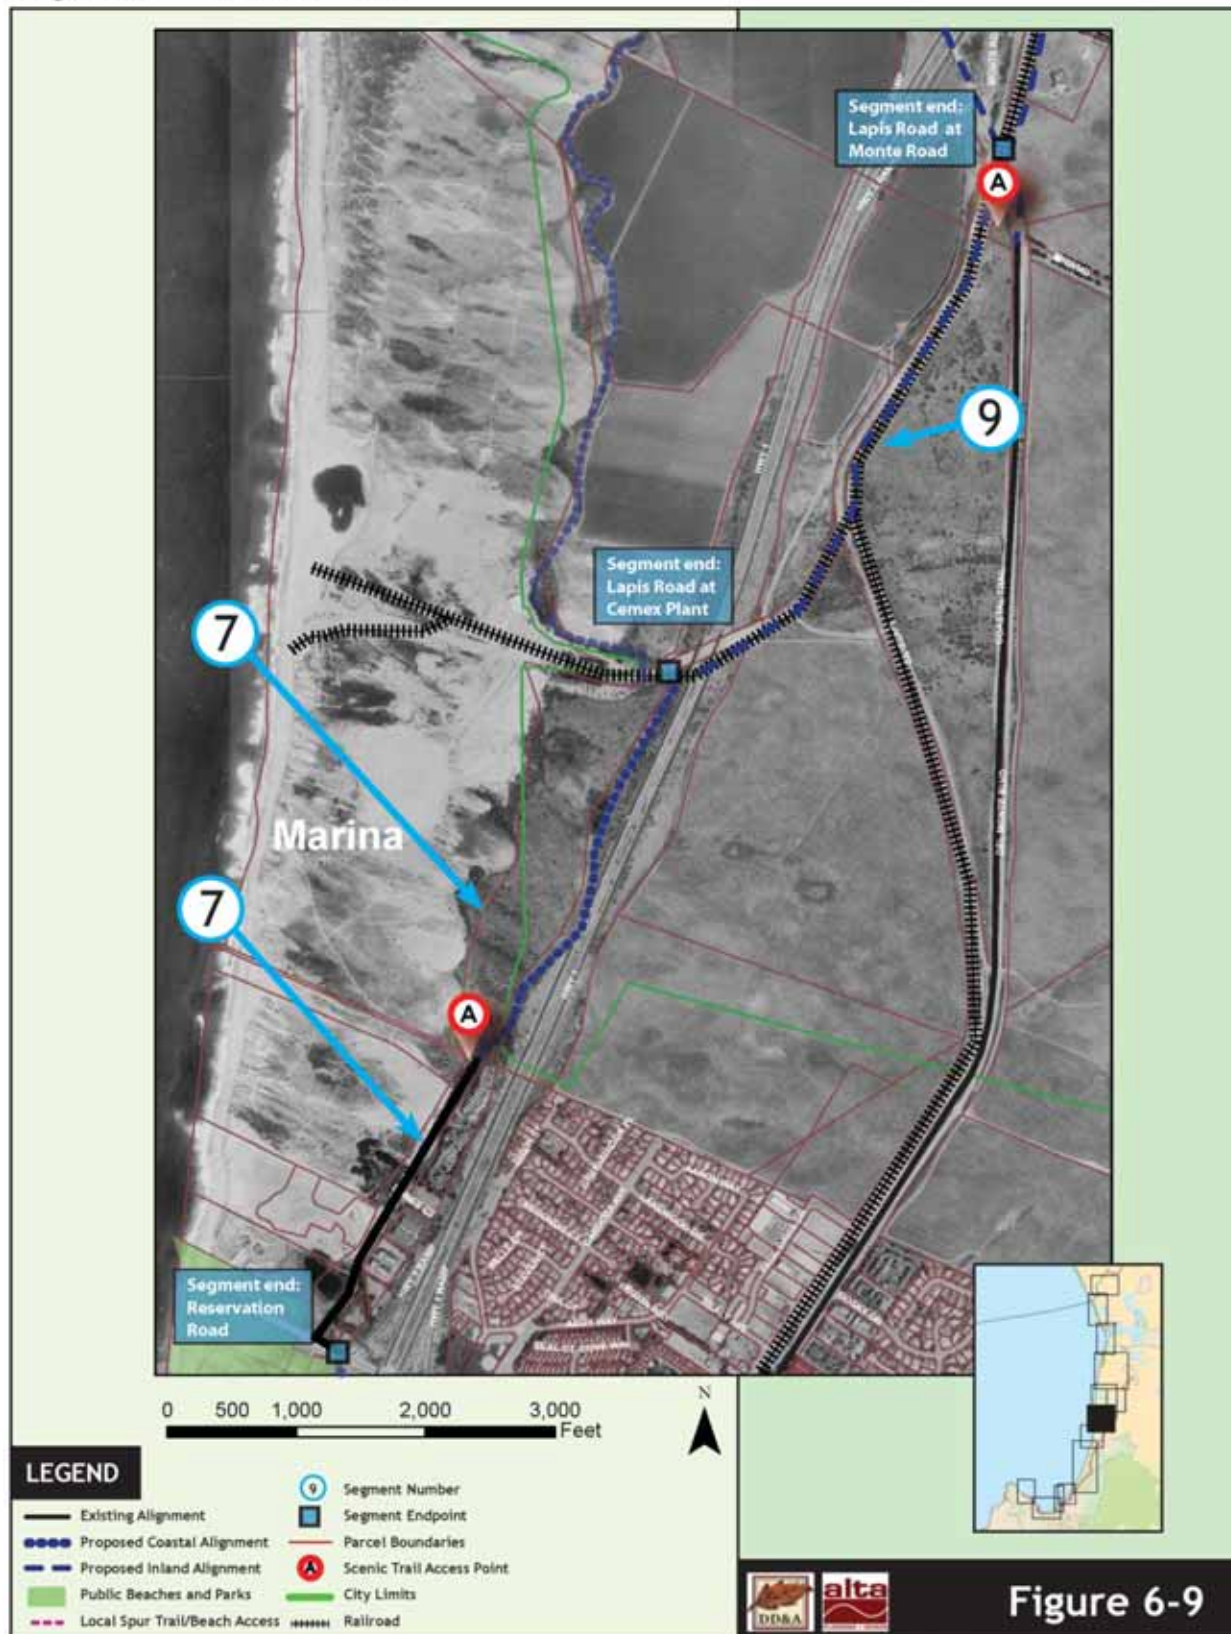 Segment end:
Lapis Road at
Monte Road
A
9
Segment end:
Lapis Road at
Cemex Plant
7
Marina
7
A
Segment end:
Reservation
Road
0 500 1,000 2,000 3,000
Feet
N
LEGEND
Existing Alignment
Proposed Coastal Alignment
Proposed Inland Alignment
Public Beaches and Parks
Local Spur Trail/Beach Access
9 Segment Number
Segment Endpoint
Parcel Boundaries
A Scenic Trail Access Point
City Limits
Railroad
DD&A
alta
Figure 6-9